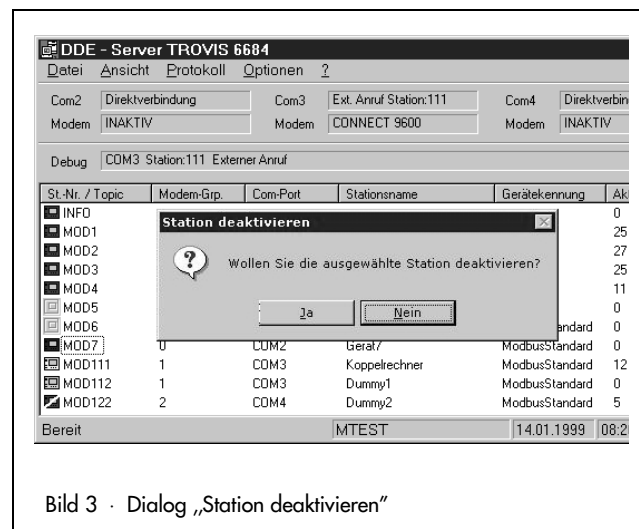 DDE - Server TROVIS 6684
Datei Ansicht Protokoll Optionen ?
Com2 Direktverbindung Com3 Ext. Anruf Station:111 Com4 Direktverbin
Modem INAKTIV Modem CONNECT 9600 Modem INAKTIV
Debug COM3 Station:111 Externer Anruf
St.-Nr. / Topic Modem-Grp. Com-Port Stationsname Gerätekennung
INFO 0
MOD1 25
MOD2 27
MOD3 25
MOD4 11
MOD5 0
MOD6 andard 0
Station deaktivieren
Wollen Sie die ausgewählte Station deaktivieren?
Ja Nein
MOD7 0 COM2 Gerät7 ModbusStandard 0
MOD111 1 COM3 Koppelrechner ModbusStandard 12
MOD112 1 COM3 Dummy1 ModbusStandard 0
MOD122 2 COM4 Dummy2 ModbusStandard 5
Bereit MTEST 14.01.1999 08:2
Bild 3 · Dialog „Station deaktivieren”